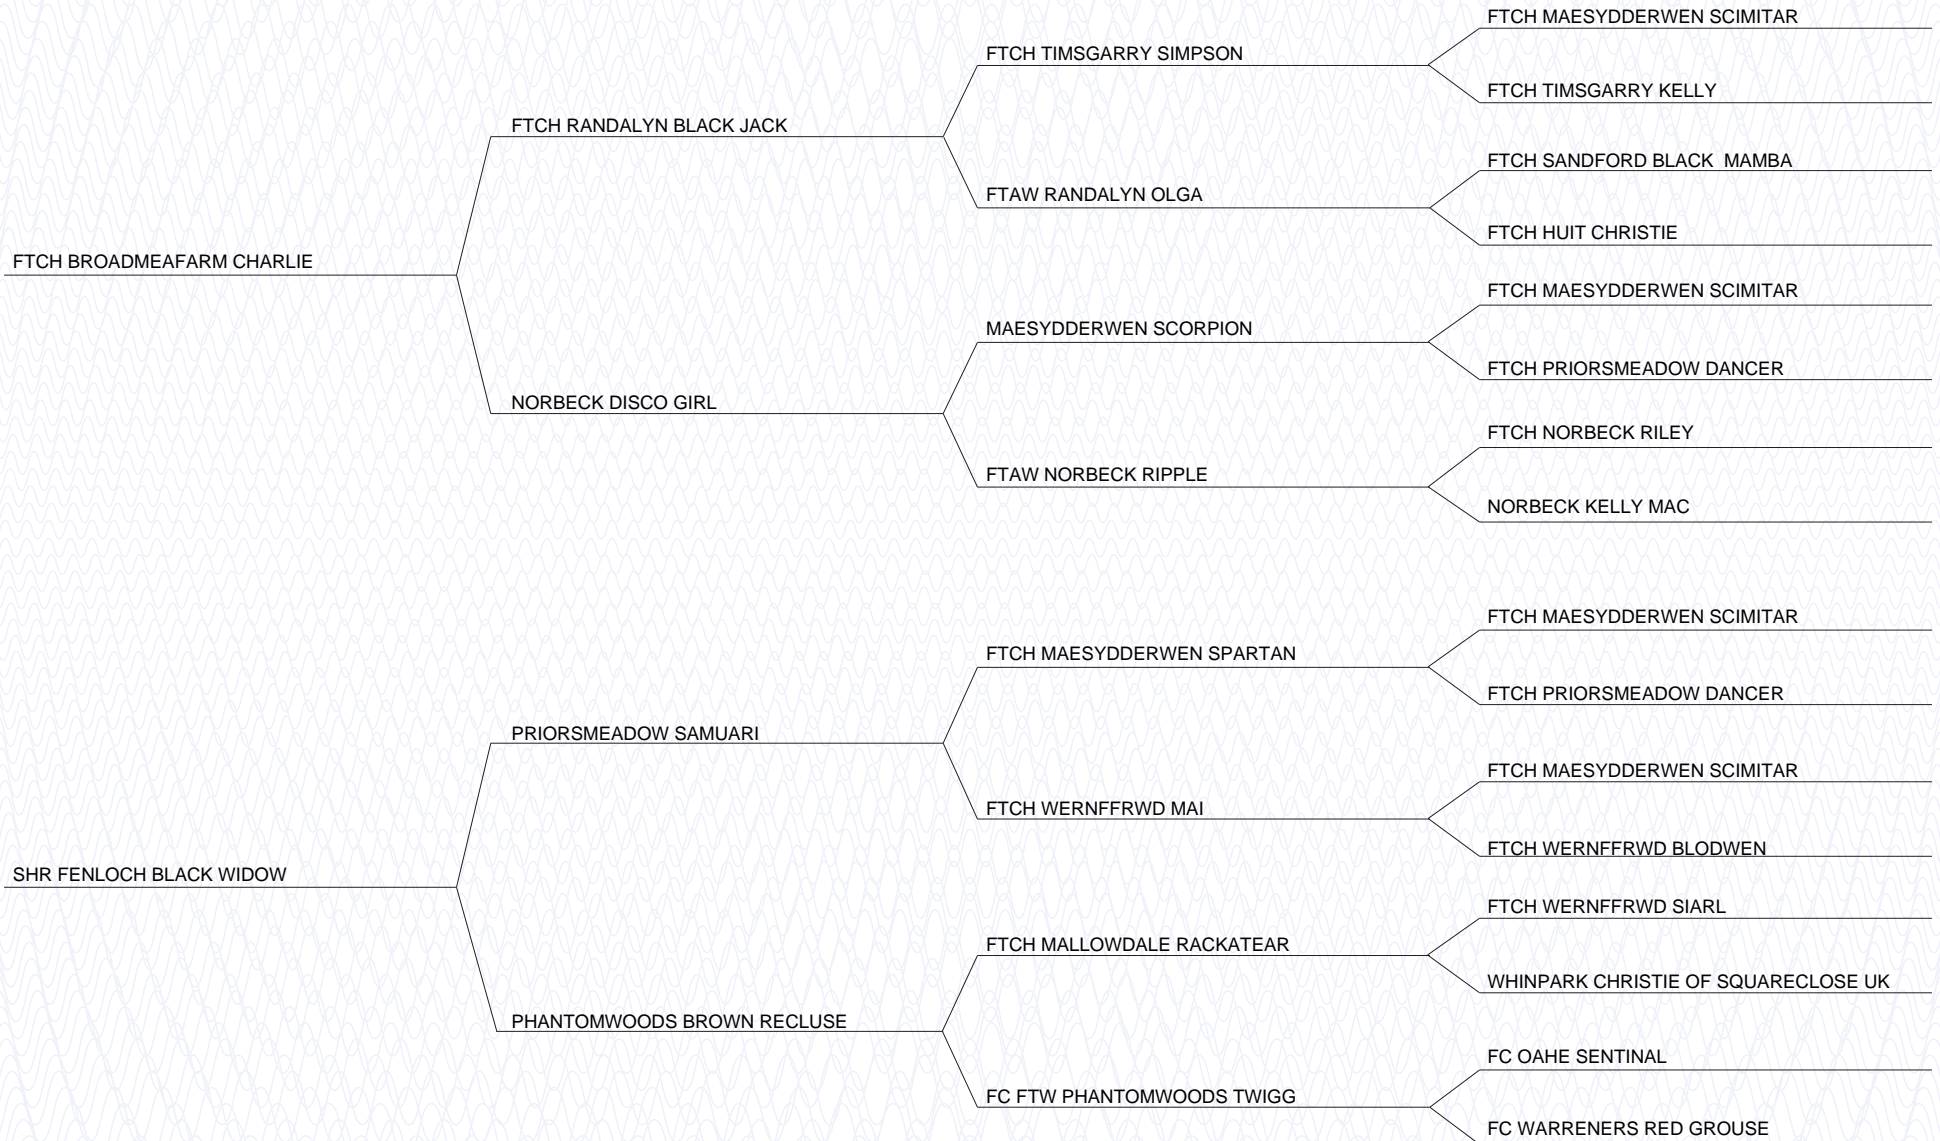 FTCH MAESYDDERWEN SCIMITAR
FTCH TIMSGARRY SIMPSON
FTCH TIMSGARRY KELLY
FTCH RANDALYN BLACK JACK
FTCH SANDFORD BLACK  MAMBA
FTAW RANDALYN OLGA
FTCH HUIT CHRISTIE
FTCH BROADMEAFARM CHARLIE
FTCH MAESYDDERWEN SCIMITAR
MAESYDDERWEN SCORPION
FTCH PRIORSMEADOW DANCER
NORBECK DISCO GIRL
FTCH NORBECK RILEY
FTAW NORBECK RIPPLE
NORBECK KELLY MAC
FTCH MAESYDDERWEN SCIMITAR
FTCH MAESYDDERWEN SPARTAN
FTCH PRIORSMEADOW DANCER
PRIORSMEADOW SAMUARI
FTCH MAESYDDERWEN SCIMITAR
FTCH WERNFFRWD MAI
FTCH WERNFFRWD BLODWEN
SHR FENLOCH BLACK WIDOW
FTCH WERNFFRWD SIARL
FTCH MALLOWDALE RACKATEAR
WHINPARK CHRISTIE OF SQUARECLOSE UK
PHANTOMWOODS BROWN RECLUSE
FC OAHE SENTINAL
FC FTW PHANTOMWOODS TWIGG
FC WARRENERS RED GROUSE